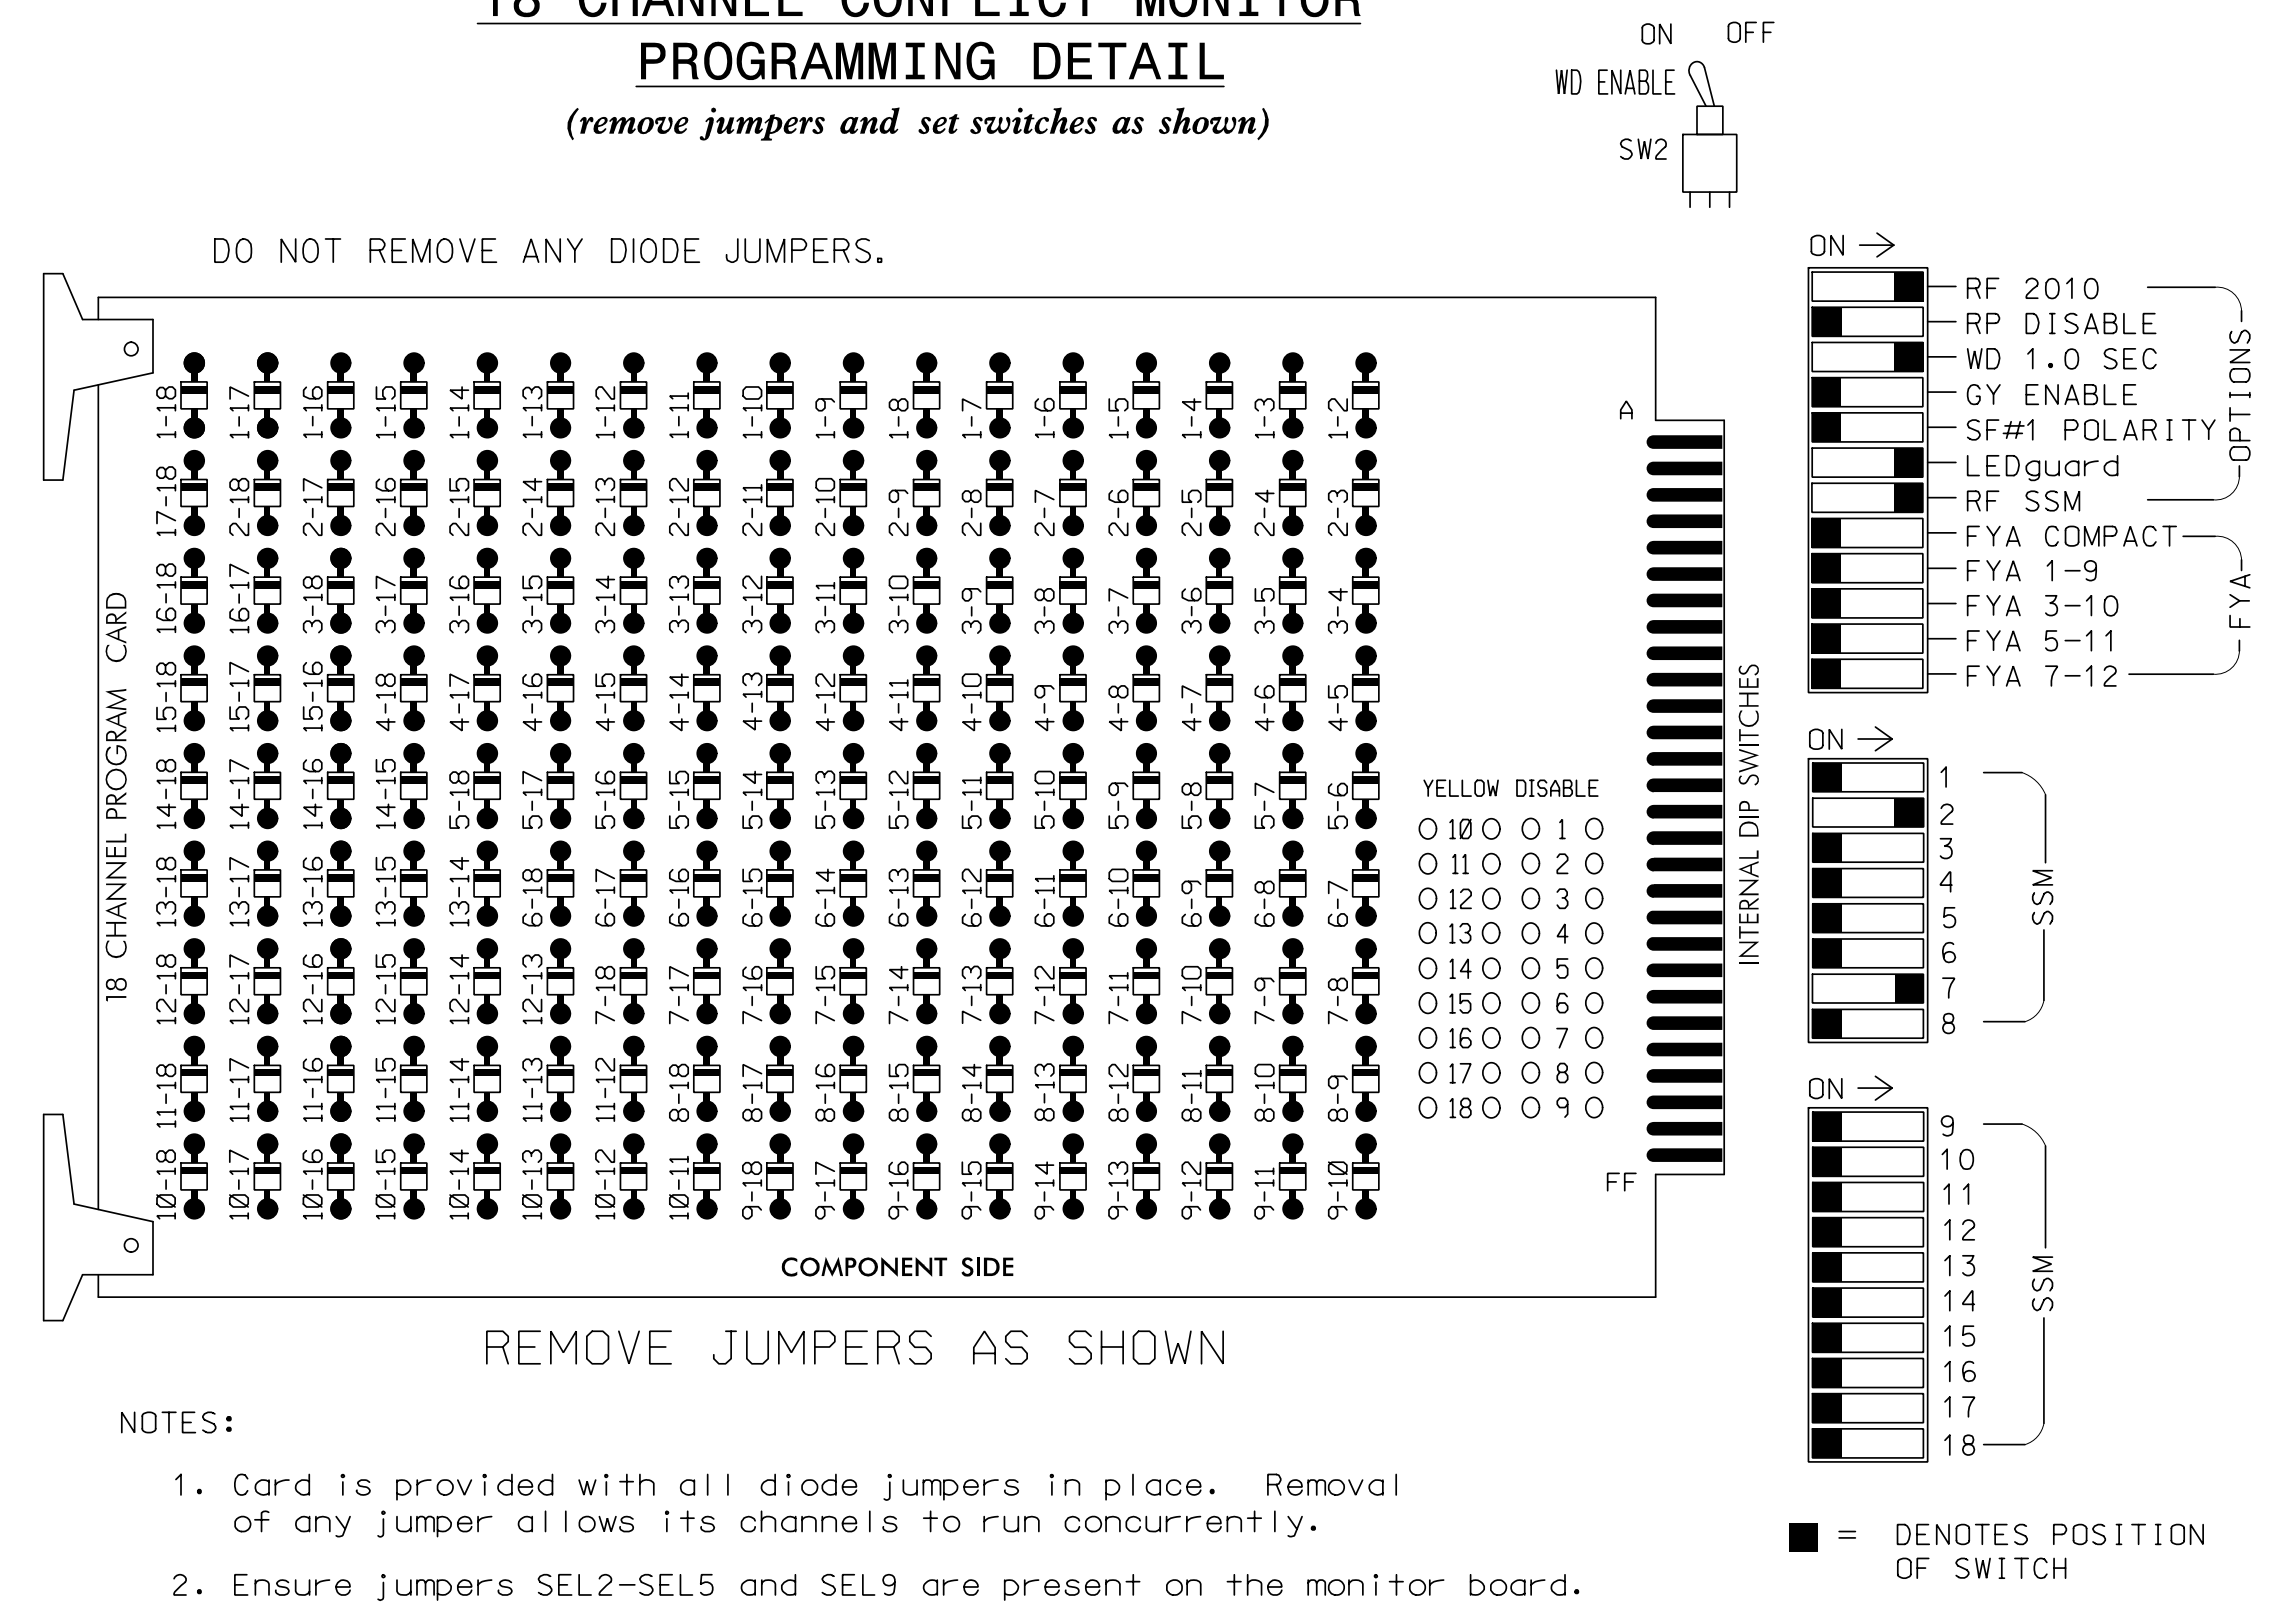 18 CHANNEL CONFLICT MONITOR
PROGRAMMING DETAIL
(remove jumpers and set switches as shown)
ON OFF
WD ENABLE
SW2
DO NOT REMOVE ANY DIODE JUMPERS.
18 CHANNEL PROGRAM CARD
1-18 1-17 1-16 1-15 1-14 1-13 1-12 1-11 1-10 1-9 1-8 1-7 1-6 1-5 1-4 1-3 1-2
17-18 2-18 2-17 2-16 2-15 2-14 2-13 2-12 2-11 2-10 2-9 2-8 2-7 2-6 2-5 2-4 2-3
16-18 16-17 3-18 3-17 3-16 3-15 3-14 3-13 3-12 3-11 3-10 3-9 3-8 3-7 3-6 3-5 3-4
15-18 15-17 15-16 4-18 4-17 4-16 4-15 4-14 4-13 4-12 4-11 4-10 4-9 4-8 4-7 4-6 4-5
14-18 14-17 14-16 14-15 5-18 5-17 5-16 5-15 5-14 5-13 5-12 5-11 5-10 5-9 5-8 5-7 5-6
13-18 13-17 13-16 13-15 13-14 6-18 6-17 6-16 6-15 6-14 6-13 6-12 6-11 6-10 6-9 6-8 6-7
12-18 12-17 12-16 12-15 12-14 12-13 7-18 7-17 7-16 7-15 7-14 7-13 7-12 7-11 7-10 7-9 7-8
11-18 11-17 11-16 11-15 11-14 11-13 11-12 8-18 8-17 8-16 8-15 8-14 8-13 8-12 8-11 8-10 8-9
10-18 10-17 10-16 10-15 10-14 10-13 10-12 10-11 9-18 9-17 9-16 9-15 9-14 9-13 9-12 9-11 9-10
A
YELLOW DISABLE
10 1
11 2
12 3
13 4
14 5
15 6
16 7
17 8
18 9
FF
COMPONENT SIDE
INTERNAL DIP SWITCHES
ON
RF 2010
RP DISABLE
WD 1.0 SEC
GY ENABLE
SF#1 POLARITY
LEDguard
RF SSM
OPTIONS
FYA COMPACT
FYA 1-9
FYA 3-10
FYA 5-11
FYA 7-12
FYA
ON
1
2
3
4
5
6
7
8
SSM
ON
9
10
11
12
13
14
15
16
17
18
SSM
REMOVE JUMPERS AS SHOWN
NOTES:
1. Card is provided with all diode jumpers in place. Removal
of any jumper allows its channels to run concurrently.
2. Ensure jumpers SEL2-SEL5 and SEL9 are present on the monitor board.
= DENOTES POSITION
OF SWITCH